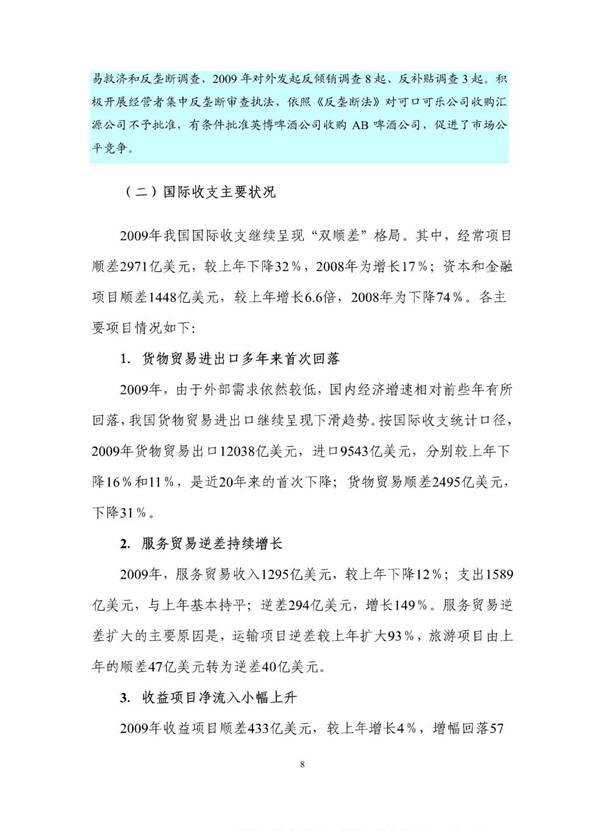 易救济和反垄断调查，2009 年对外发起反倾销调查 8 起、反补贴调查 3 起。积
极开展经营者集中反垄断审查执法，依照《反垄断法》对可口可乐公司收购汇
源公司不予批准，有条件批准英博啤酒公司收购 AB 啤酒公司，促进了市场公
平竞争。
（二）国际收支主要状况
2009年我国国际收支继续呈现“双顺差”格局。其中，经常项目
顺差2971亿美元，较上年下降32％，2008年为增长17％；资本和金融
项目顺差1448亿美元，较上年增长6.6倍，2008年为下降74％。各主
要项目情况如下：
1. 货物贸易进出口多年来首次回落
2009年，由于外部需求依然较低，国内经济增速相对前些年有所
回落，我国货物贸易进出口继续呈现下滑趋势。按国际收支统计口径，
2009年货物贸易出口12038亿美元，进口9543亿美元，分别较上年下
降16％和11％，是近20年来的首次下降；货物贸易顺差2495亿美元，
下降31％。
2. 服务贸易逆差持续增长
2009年，服务贸易收入1295亿美元，较上年下降12％；支出1589
亿美元，与上年基本持平；逆差294亿美元，增长149％。服务贸易逆
差扩大的主要原因是，运输项目逆差较上年扩大93％，旅游项目由上
年的顺差47亿美元转为逆差40亿美元。
3. 收益项目净流入小幅上升
2009年收益项目顺差433亿美元，较上年增长4％，增幅回落57
8